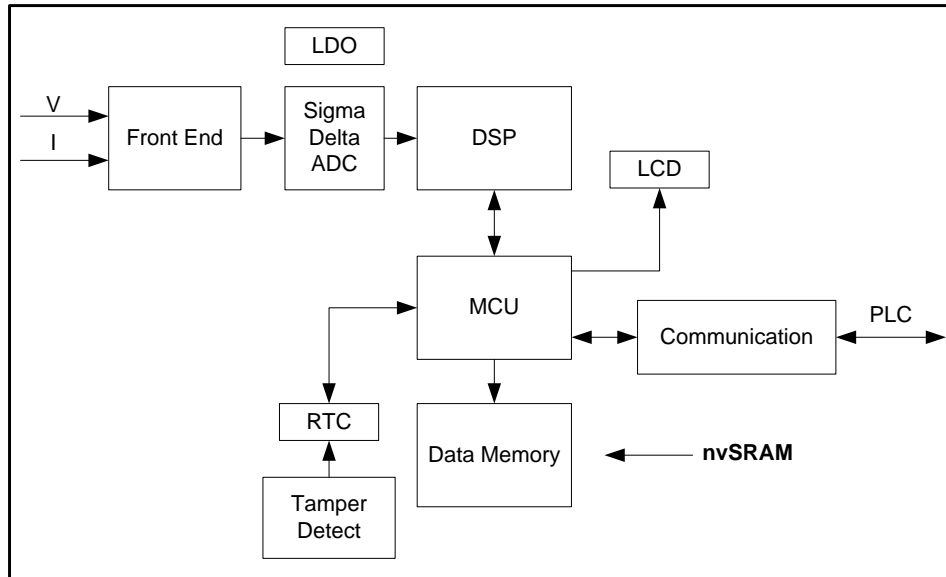 LDO
V
I
Front End
Sigma
Delta
ADC
DSP
LCD
MCU
Communication
PLC
RTC
Data Memory
nvSRAM
Tamper
Detect